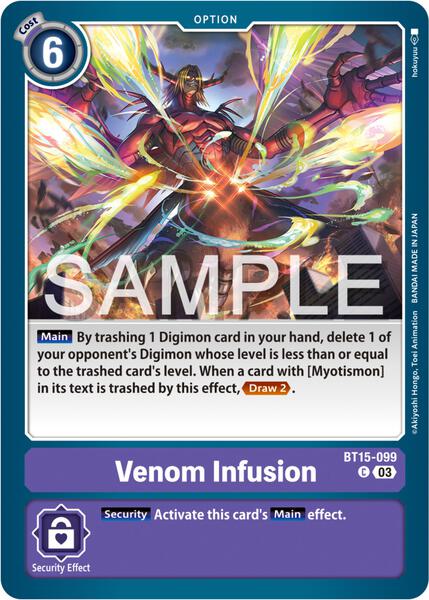 OPTION
Cost
6
hokuyuu
SAMPLE
©Akiyoshi Hongo, Toei Animation BANDAI MADE IN JAPAN
Main By trashing 1 Digimon card in your hand, delete 1 of
your opponent's Digimon whose level is less than or equal
to the trashed card's level. When a card with [Myotismon]
in its text is trashed by this effect, Draw 2.
BT15-099
Venom Infusion
C 03
Security Activate this card's Main effect.
Security Effect